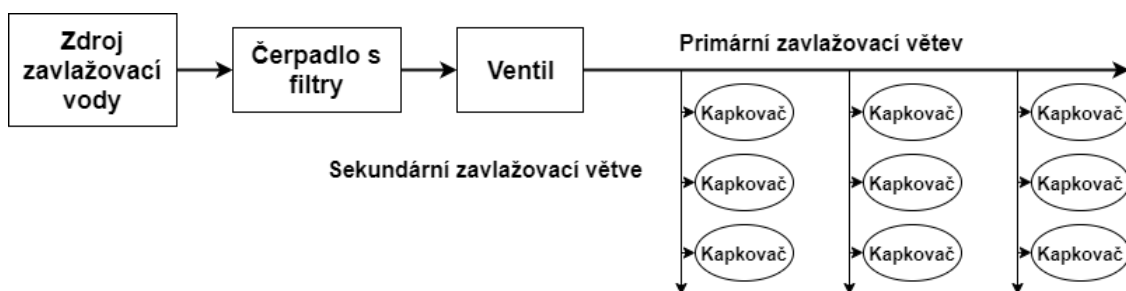 Zdroj
zavlažovací
vody
Čerpadlo s
filtry
Ventil
Primární zavlažovací větev
Kapkovač
Kapkovač
Kapkovač
Sekundární zavlažovací větve
Kapkovač
Kapkovač
Kapkovač
Kapkovač
Kapkovač
Kapkovač